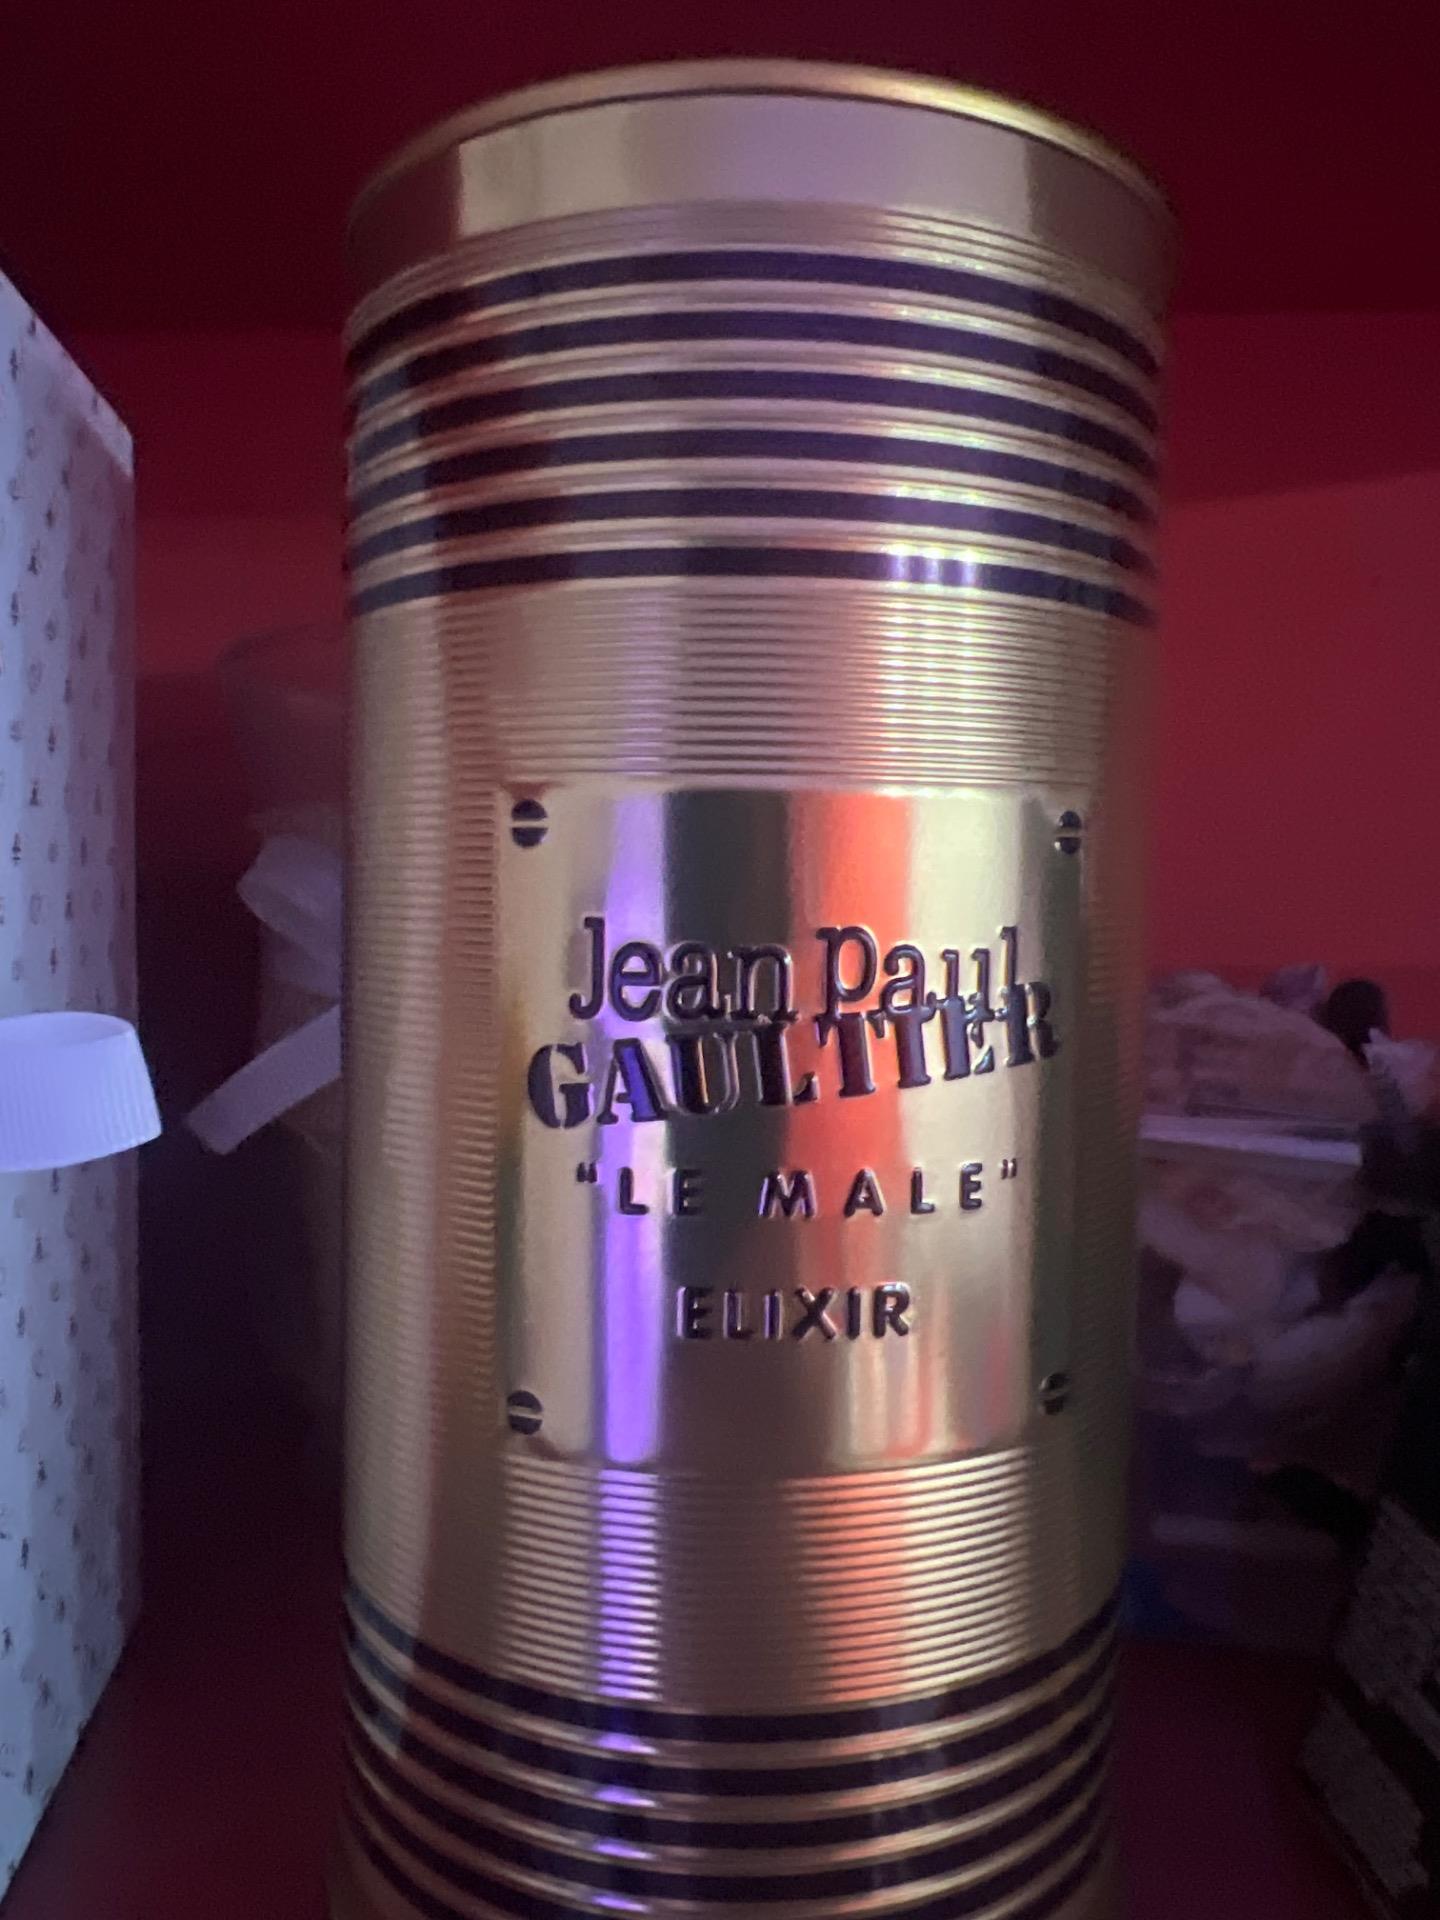 Jean Paul
GAULTIER
"LE MALE"
ELIXIR